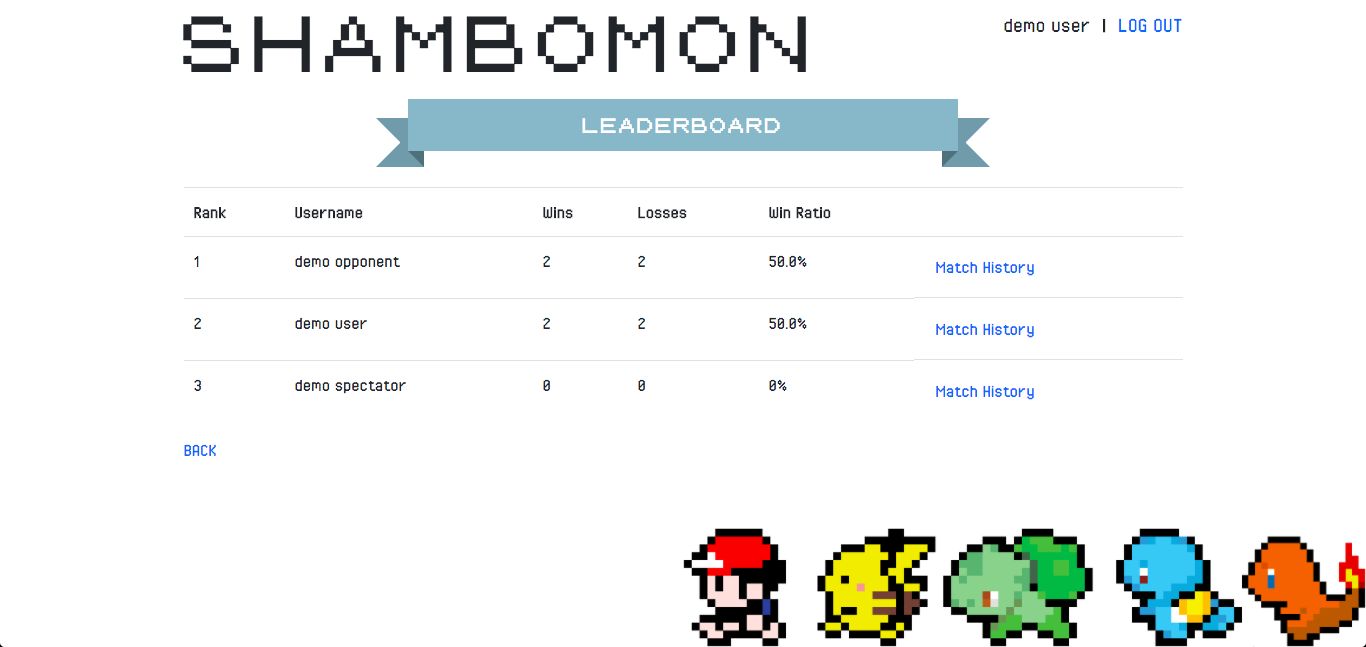 SHAMBOMON
demo user | LOG OUT
LEADERBOARD
Rank Username Wins Losses Win Ratio
1 demo opponent 2 2 50.0% Match History
2 demo user 2 2 50.0% Match History
3 demo spectator 0 0 0% Match History
BACK